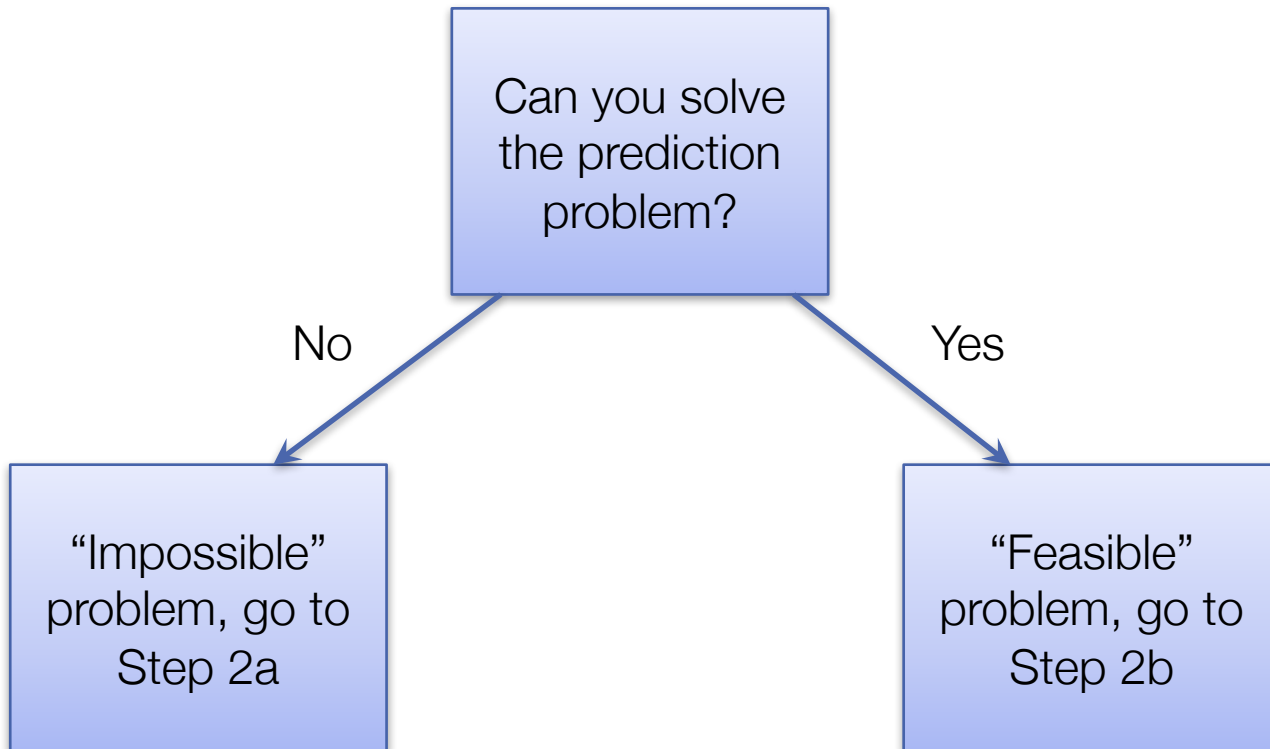 Can you solve
the prediction
problem?
No
Yes
“Impossible”
problem, go to
Step 2a
“Feasible”
problem, go to
Step 2b